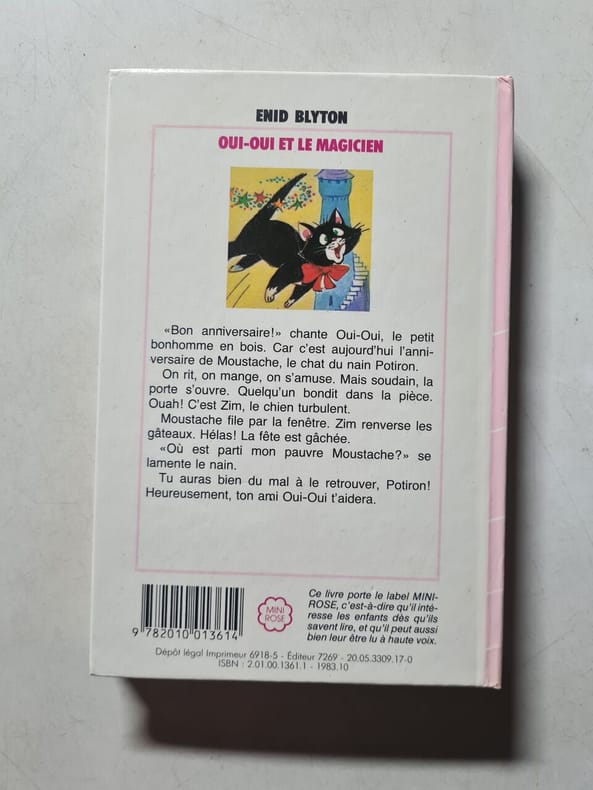 ENID BLYTON
OUI-OUI ET LE MAGICIEN
«Bon anniversaire!» chante Oui-Oui, le petit
bonhomme en bois. Car c'est aujourd'hui l'anni-
versaire de Moustache, le chat du nain Potiron.
On rit, on mange, on s'amuse. Mais soudain, la
porte s'ouvre. Quelqu'un bondit dans la pièce.
Ouah! C'est Zim, le chien turbulent.
Moustache file par la fenêtre. Zim renverse les
gâteaux. Hélas! La fête est gâchée.
«Où est parti mon pauvre Moustache?» se
lamente le nain.
Tu auras bien du mal à le retrouver, Potiron!
Heureusement, ton ami Oui-Oui t'aidera.
9 782010 013614
MINI
ROSE
Ce livre porte le label MINI-
ROSE, c'est-à-dire qu'il inté-
resse les enfants dès qu'ils
savent lire, et qu'il peut aussi
bien leur être lu à haute voix.
Dépôt légal Imprimeur 6918-5 - Éditeur 7269 - 20.05.3309.17-0
ISBN : 2.01.00.1361.1 - 1983.10